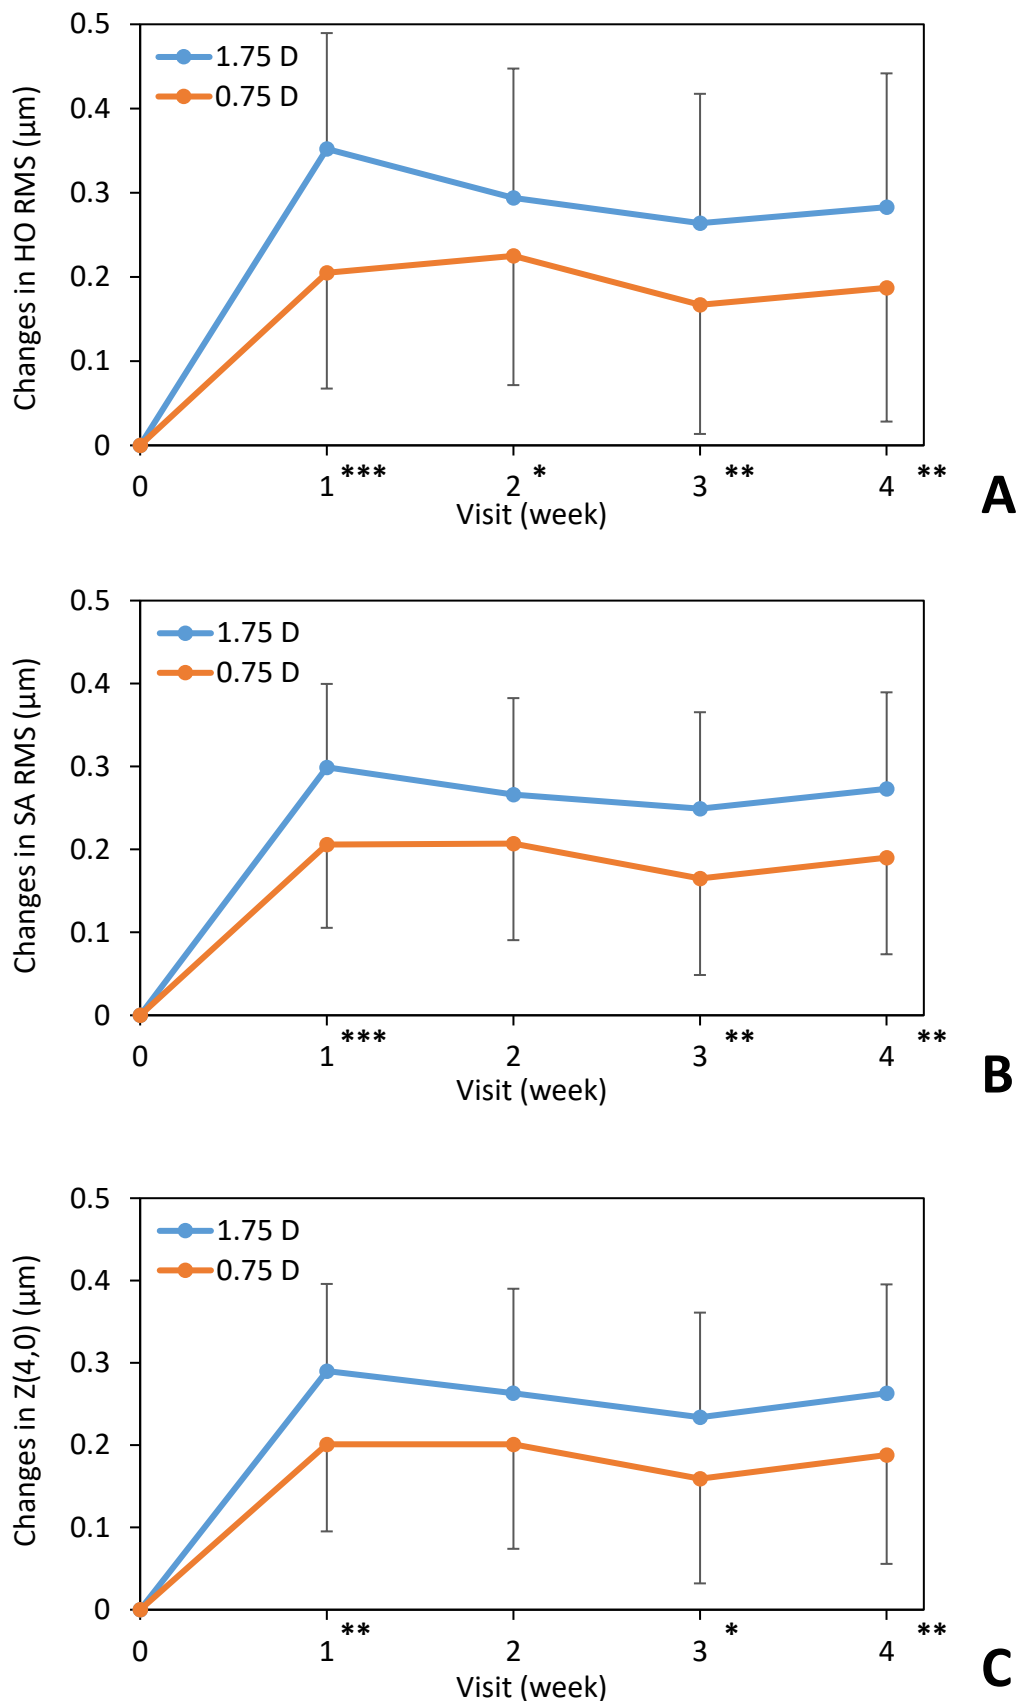 0.5
1.75 D
0.75 D
0.4
0.3
0.2
0.1
0
Changes in HO RMS (µm)
0 1 *** 2 * 3 ** 4 **
Visit (week)
A
0.5
1.75 D
0.75 D
0.4
0.3
0.2
0.1
0
Changes in SA RMS (µm)
0 1 *** 2 3 ** 4 **
Visit (week)
B
0.5
1.75 D
0.75 D
0.4
0.3
0.2
0.1
0
Changes in Z(4,0) (µm)
0 1 ** 2 3 * 4 **
Visit (week)
C